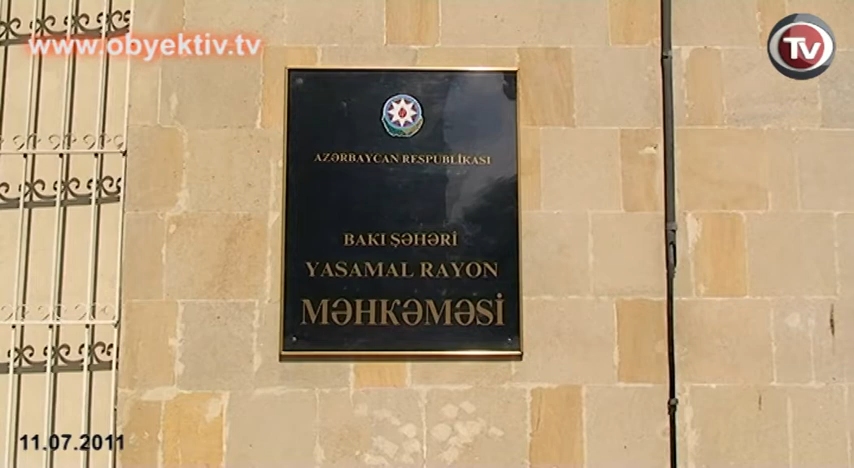 www.obyektiv.tv
TV
AZƏRBAYCAN RESPUBLİKASI
BAKI ŞƏHƏRİ
YASAMAL RAYON
MƏHKƏMƏSİ
11.07.2011